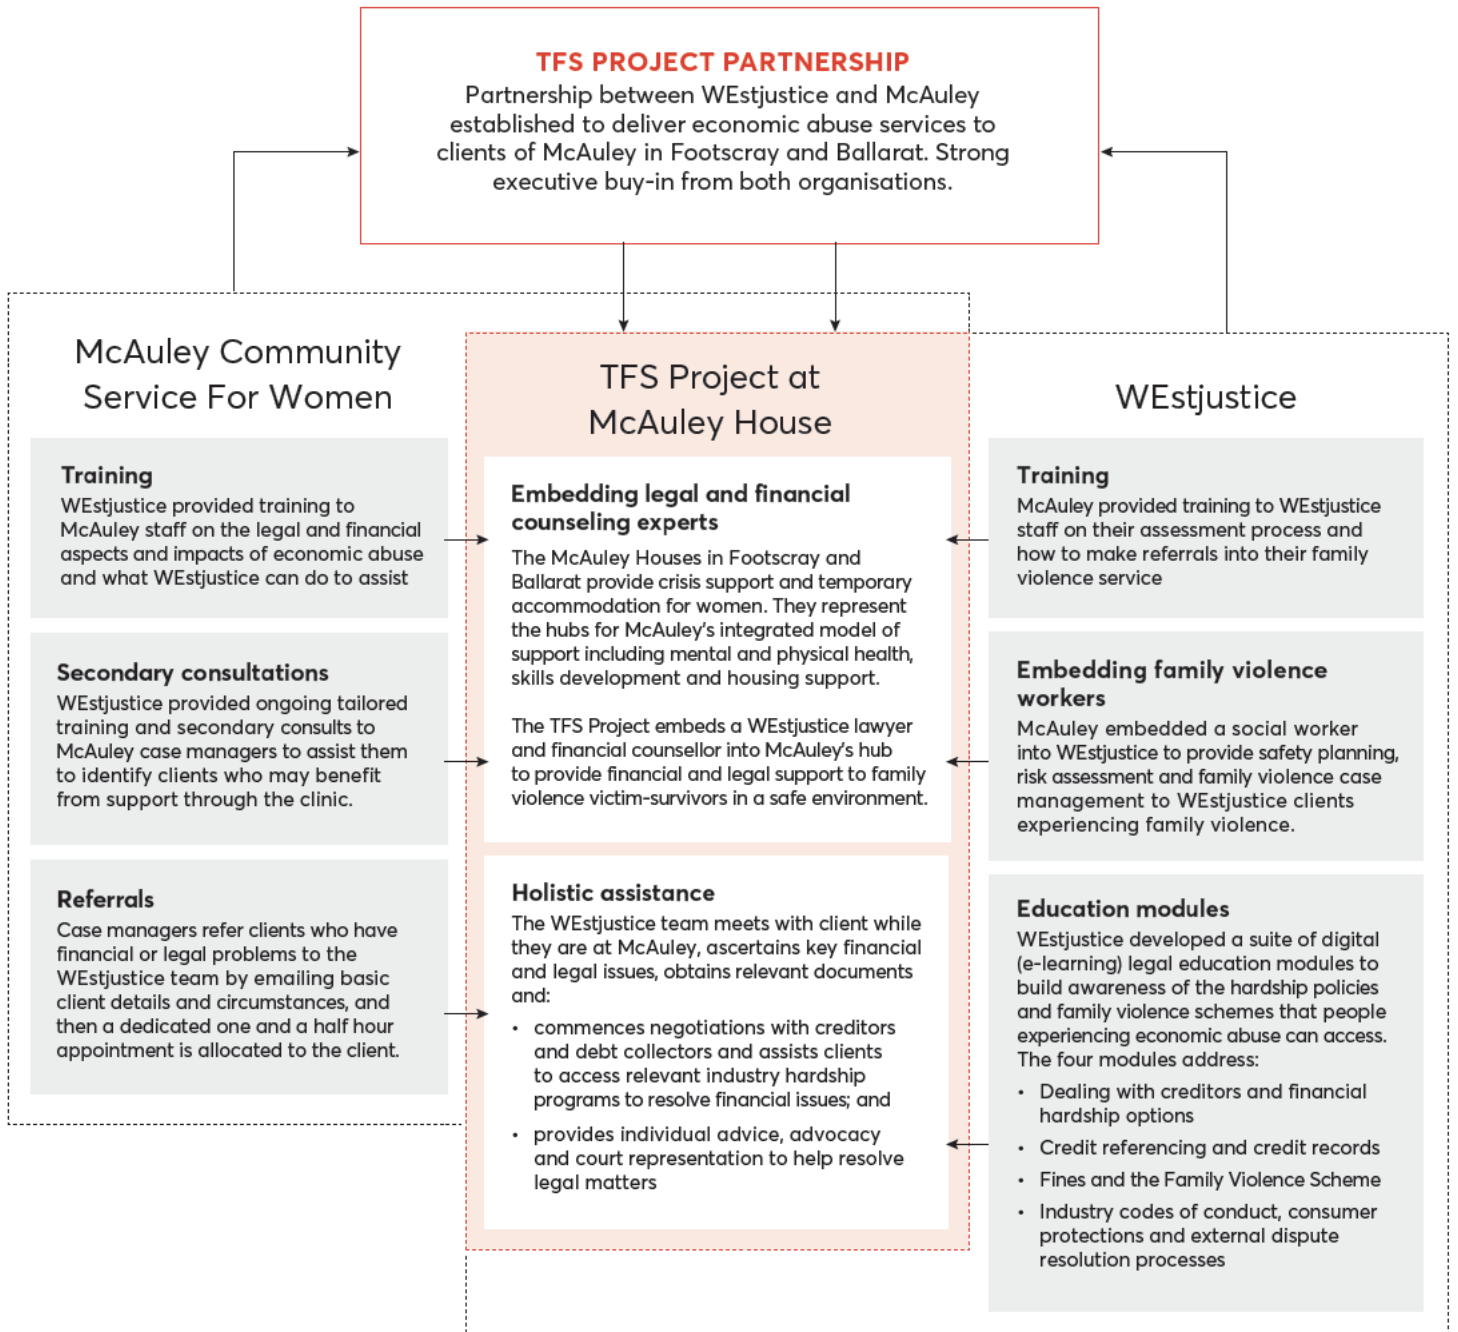 TFS PROJECT PARTNERSHIP
Partnership between WEstjustice and McAuley
established to deliver economic abuse services to
clients of McAuley in Footscray and Ballarat. Strong
executive buy-in from both organisations.
McAuley Community
Service For Women
Training
WEstjustice provided training to
McAuley staff on the legal and financial
aspects and impacts of economic abuse
and what WEstjustice can do to assist
Secondary consultations
WEstjustice provided ongoing tailored
training and secondary consults to
McAuley case managers to assist them
to identify clients who may benefit
from support through the clinic.
Referrals
Case managers refer clients who have
financial or legal problems to the
WEstjustice team by emailing basic
client details and circumstances, and
then a dedicated one and a half hour
appointment is allocated to the client.
TFS Project at
McAuley House
Embedding legal and financial
counseling experts
The McAuley Houses in Footscray and
Ballarat provide crisis support and temporary
accommodation for women. They represent
the hubs for McAuley's integrated model of
support including mental and physical health,
skills development and housing support.
The TFS Project embeds a WEstjustice lawyer
and financial counsellor into McAuley's hub
to provide financial and legal support to family
violence victim-survivors in a safe environment.
Holistic assistance
The WEstjustice team meets with client while
they are at McAuley, ascertains key financial
and legal issues, obtains relevant documents
and:
• commences negotiations with creditors
and debt collectors and assists clients
to access relevant industry hardship
programs to resolve financial issues; and
• provides individual advice, advocacy
and court representation to help resolve
legal matters
WEstjustice
Training
McAuley provided training to WEstjustice
staff on their assessment process and
how to make referrals into their family
violence service
Embedding family violence
workers
McAuley embedded a social worker
into WEstjustice to provide safety planning,
risk assessment and family violence case
management to WEstjustice clients
experiencing family violence.
Education modules
WEstjustice developed a suite of digital
(e-learning) legal education modules to
build awareness of the hardship policies
and family violence schemes that people
experiencing economic abuse can access.
The four modules address:
• Dealing with creditors and financial
hardship options
• Credit referencing and credit records
• Fines and the Family Violence Scheme
• Industry codes of conduct, consumer
protections and external dispute
resolution processes